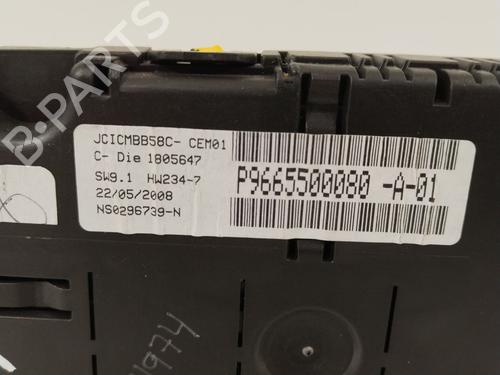 JCICMBB58C- CEM01
C- Die 1805647
SW9.1 HW234-7
22/05/2008
NS0296739-N
P9665500080 -A-01
B-PARTS